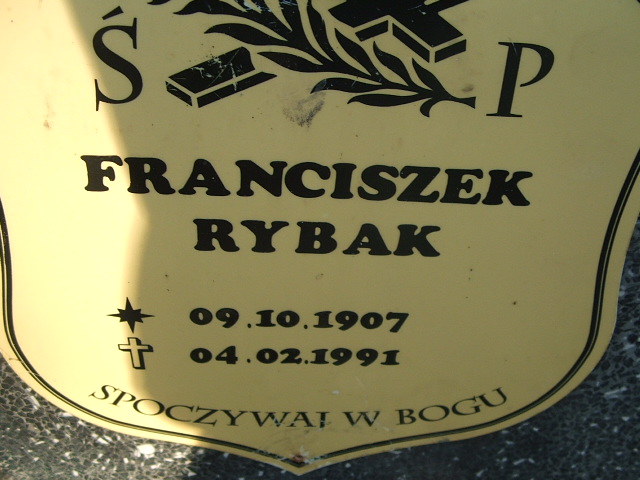 Ś P
FRANCISZEK
RYBAK
09.10.1907
04.02.1991
SPOCZYWAJ W BOGU